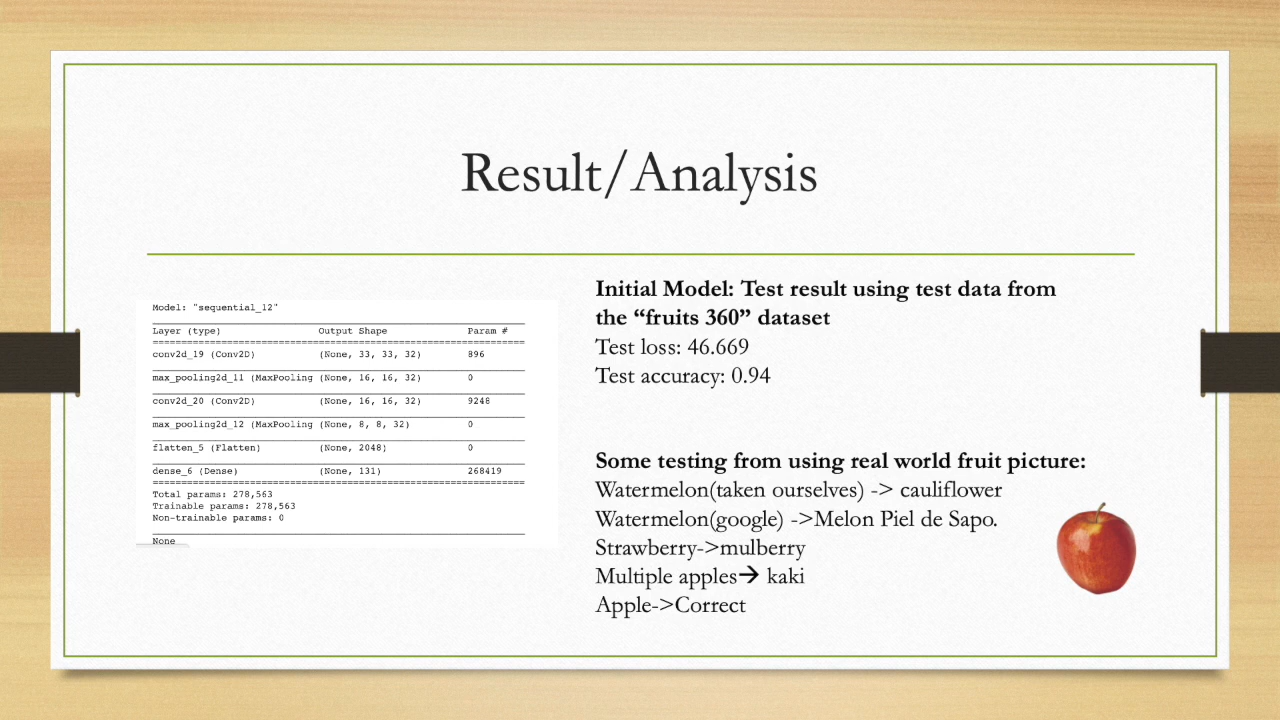 Result/Analysis
Model: "sequential_12"
Layer (type) Output Shape Param #
conv2d_19 (Conv2D) (None, 33, 33, 32) 896
max_pooling2d_11 (MaxPooling (None, 16, 16, 32) 0
conv2d_20 (Conv2D) (None, 16, 16, 32) 9248
max_pooling2d_12 (MaxPooling (None, 8, 8, 32) 0
flatten_5 (Flatten) (None, 2048) 0
dense_6 (Dense) (None, 131) 268419
Total params: 278,563
Trainable params: 278,563
Non-trainable params: 0
None
Initial Model: Test result using test data from
the “fruits 360” dataset
Test loss: 46.669
Test accuracy: 0.94
Some testing from using real world fruit picture:
Watermelon(taken ourselves) -> cauliflower
Watermelon(google) ->Melon Piel de Sapo.
Strawberry->mulberry
Multiple apples→ kaki
Apple->Correct